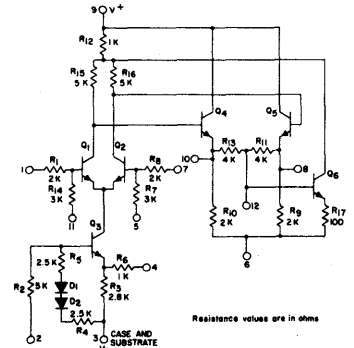 9 V+
R12 1K
R15 5K
R16 5K
Q4
Q5
R13 4K
R11 4K
Q1
Q2
10
8
Q6
R1 2K
1
R8 2K
7
R14 3K
R7 3K
12
R10 2K
R9 2K
R17 100
11
5
Q3
6
R5 2.5K
R6 1K
4
R2 5K
D1
R3 2.8K
D2
2.5K R4
CASE AND
SUBSTRATE
Resistance values are in ohms
2
3